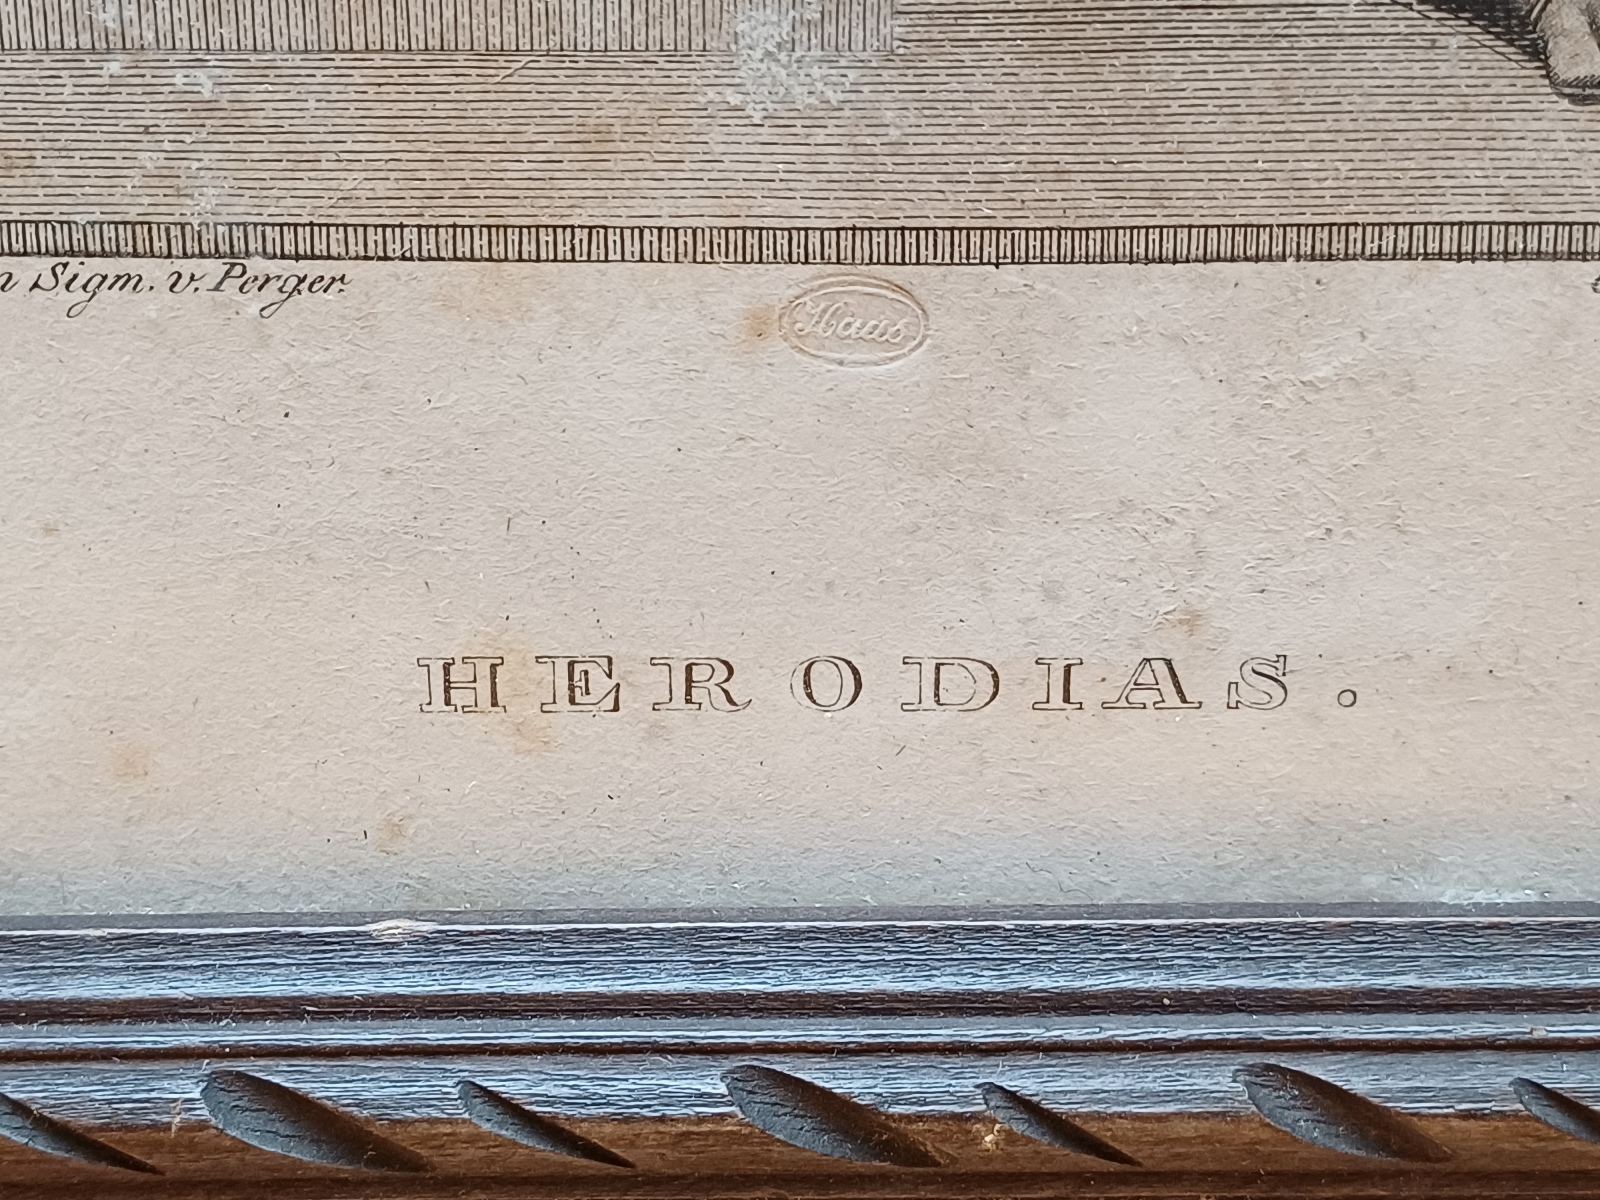 n Sigm. v. Perger.
Haas
HERODIAS.